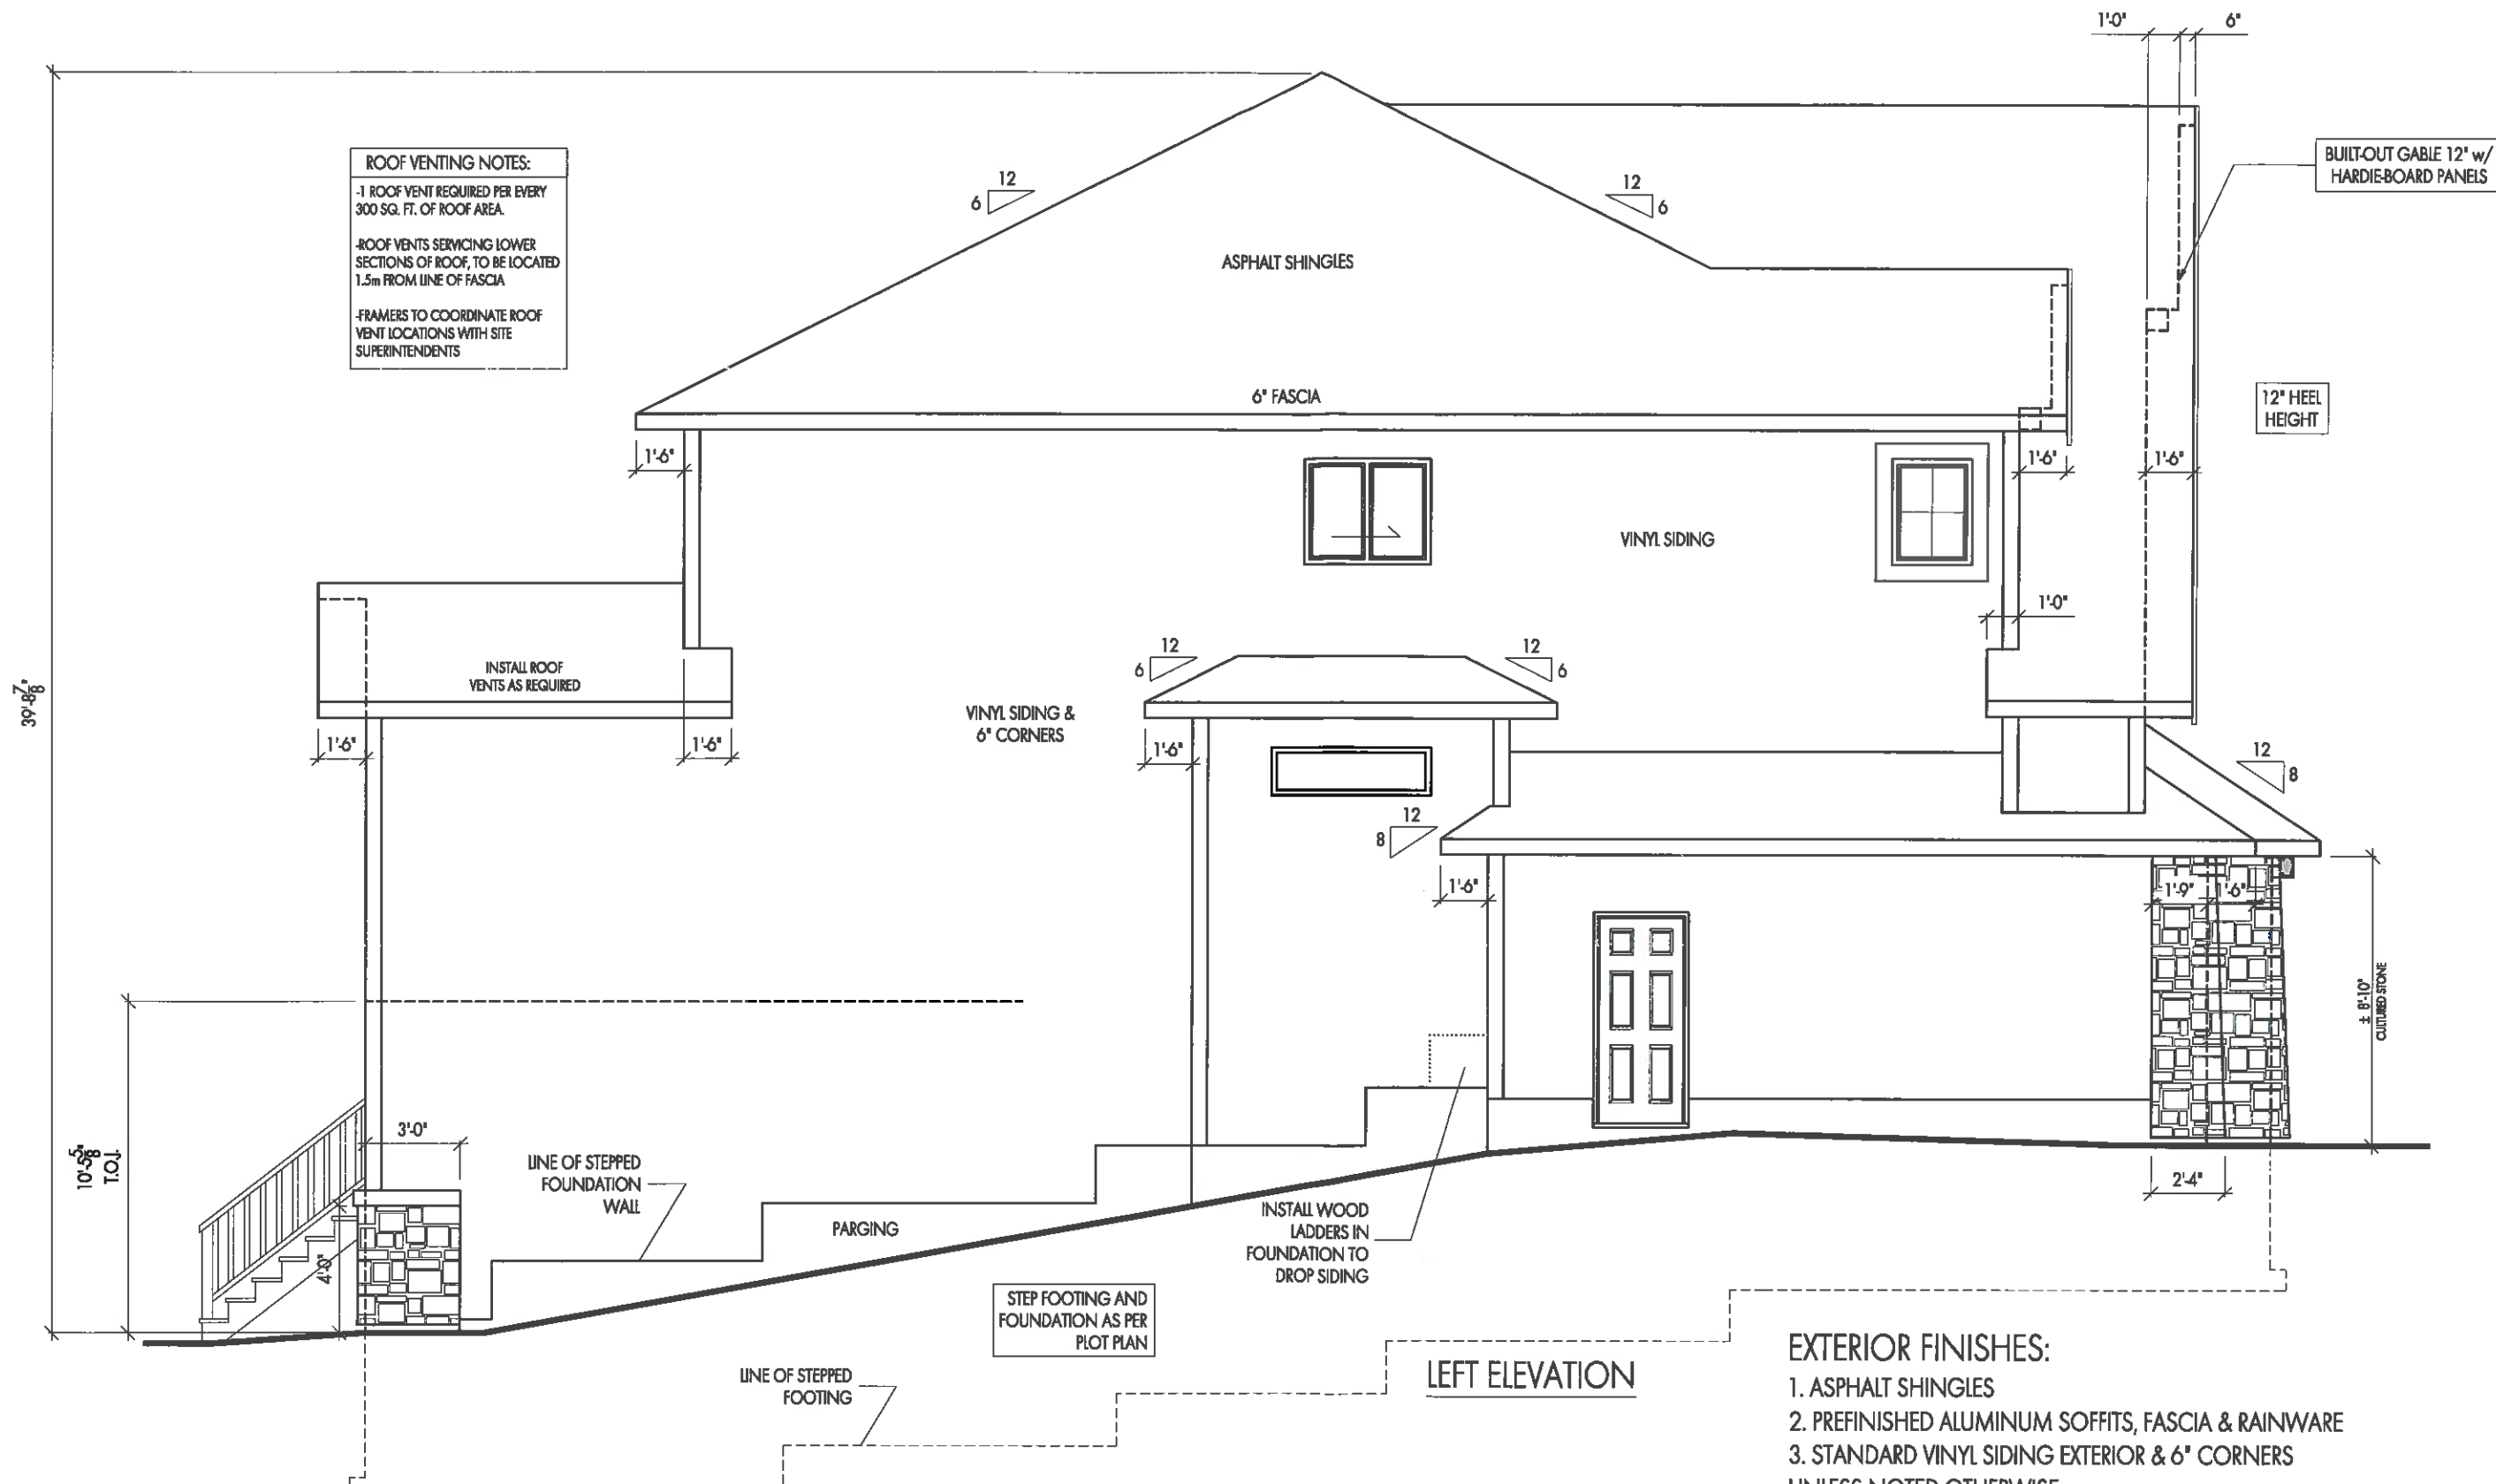 1'-0" 6"
ROOF VENTING NOTES:
-1 ROOF VENT REQUIRED PER EVERY
300 SQ. FT. OF ROOF AREA.
-ROOF VENTS SERVICING LOWER
SECTIONS OF ROOF, TO BE LOCATED
1.5m FROM LINE OF FASCIA
-FRAMERS TO COORDINATE ROOF
VENT LOCATIONS WITH SITE
SUPERINTENDENTS
12
6
12
6
BUILT-OUT GABLE 12" w/
HARDIE-BOARD PANELS
ASPHALT SHINGLES
6" FASCIA
12" HEEL
HEIGHT
1'-6"
1'-6"
1'-6"
VINYL SIDING
1'-0"
INSTALL ROOF
VENTS AS REQUIRED
12
6
12
6
39'-8 7/8"
VINYL SIDING &
6" CORNERS
1'-6"
1'-6"
1'-6"
12
8
12
8
1'-6"
1'-9"
1'-6"
± 8'-10"
CULTURED STONE
10'-5 5/8"
T.O.J.
3'-0"
4'-0"
LINE OF STEPPED
FOUNDATION
WALL
PARGING
INSTALL WOOD
LADDERS IN
FOUNDATION TO
DROP SIDING
2'-4"
STEP FOOTING AND
FOUNDATION AS PER
PLOT PLAN
LINE OF STEPPED
FOOTING
LEFT ELEVATION
EXTERIOR FINISHES:
1. ASPHALT SHINGLES
2. PREFINISHED ALUMINUM SOFFITS, FASCIA & RAINWARE
3. STANDARD VINYL SIDING EXTERIOR & 6" CORNERS
UNLESS NOTED OTHERWISE